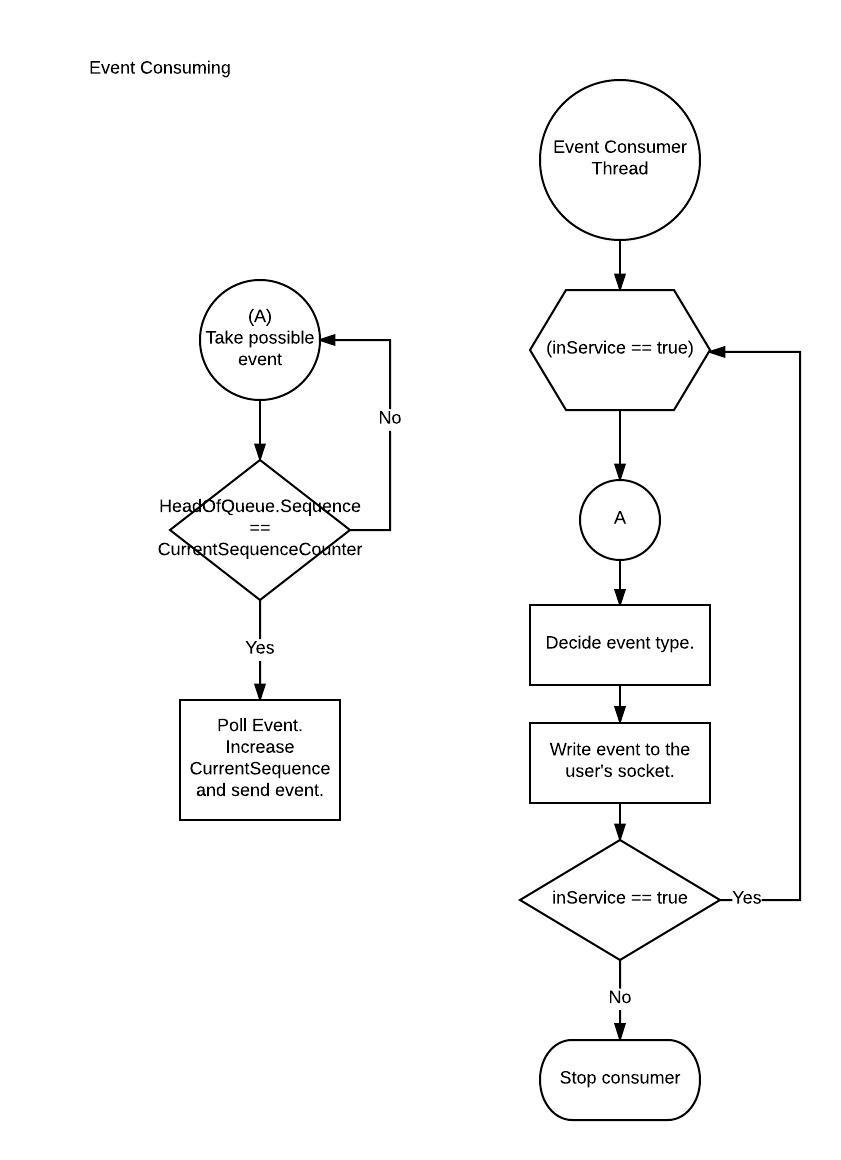 Event Consuming
Event Consumer
Thread
(A)
Take possible
event
(inService == true)
No
HeadOfQueue.Sequence
==
CurrentSequenceCounter
A
Yes
Decide event type.
Poll Event.
Increase
CurrentSequence
and send event.
Write event to the
user's socket.
inService == true
Yes
No
Stop consumer